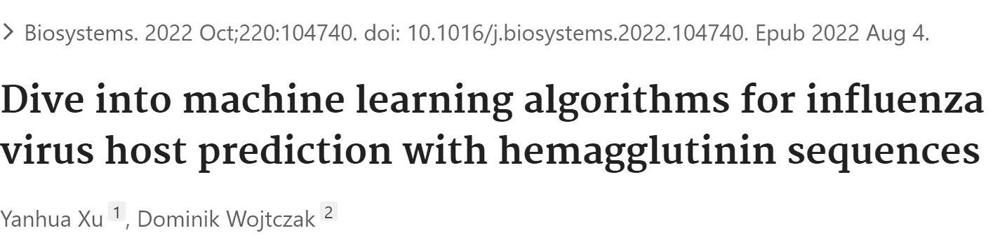 > Biosystems. 2022 Oct;220:104740. doi: 10.1016/j.biosystems.2022.104740. Epub 2022 Aug 4.
Dive into machine learning algorithms for influenza
virus host prediction with hemagglutinin sequences
Yanhua Xu 1, Dominik Wojtczak 2